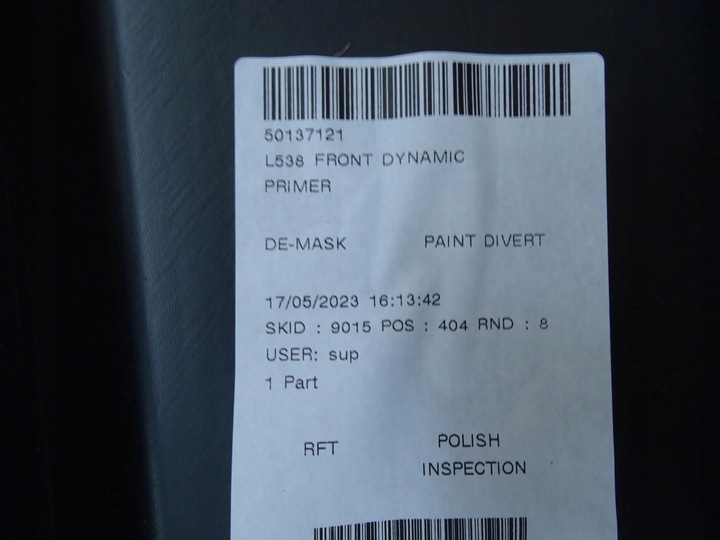 50137121
L538 FRONT DYNAMIC
PRIMER
DE-MASK PAINT DIVERT
17/05/2023 16:13:42
SKID : 9015 POS : 404 RND : 8
USER: sup
1 Part
RFT POLISH
INSPECTION